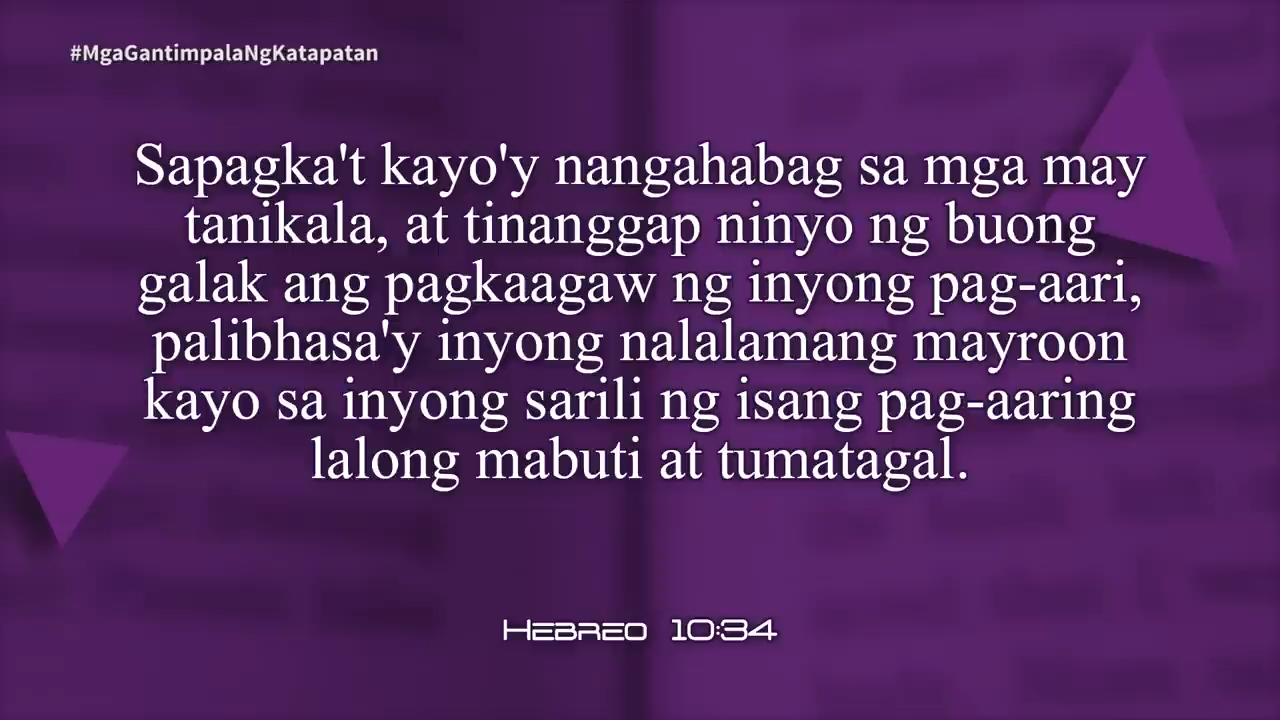 #MgaGantimpalaNgKatapatan
Sapagka't kayo'y nangahabag sa mga may
tanikala, at tinanggap ninyo ng buong
galak ang pagkaagaw ng inyong pag-aari,
palibhasa'y inyong nalalamang mayroon
kayo sa inyong sarili ng isang pag-aaring
lalong mabuti at tumatagal.
Hebreo 10:34